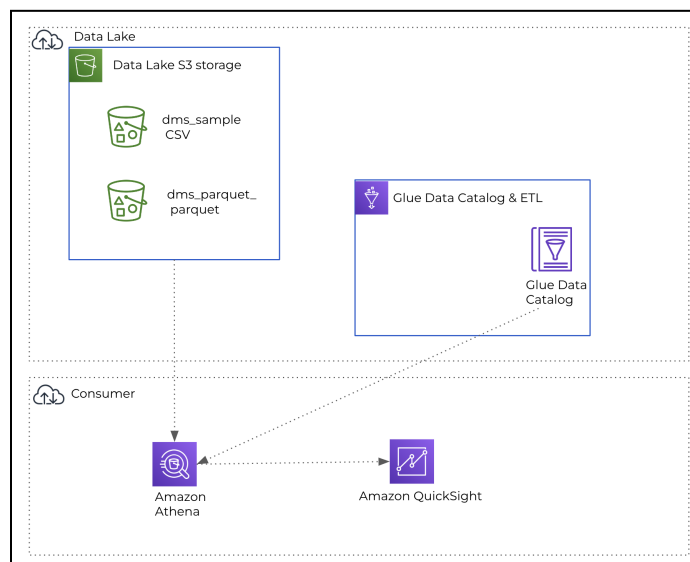 Data Lake
Data Lake S3 storage
dms_sample
CSV
dms_parquet_
parquet
Glue Data Catalog & ETL
Glue Data
Catalog
Consumer
Amazon
Athena
Amazon QuickSight